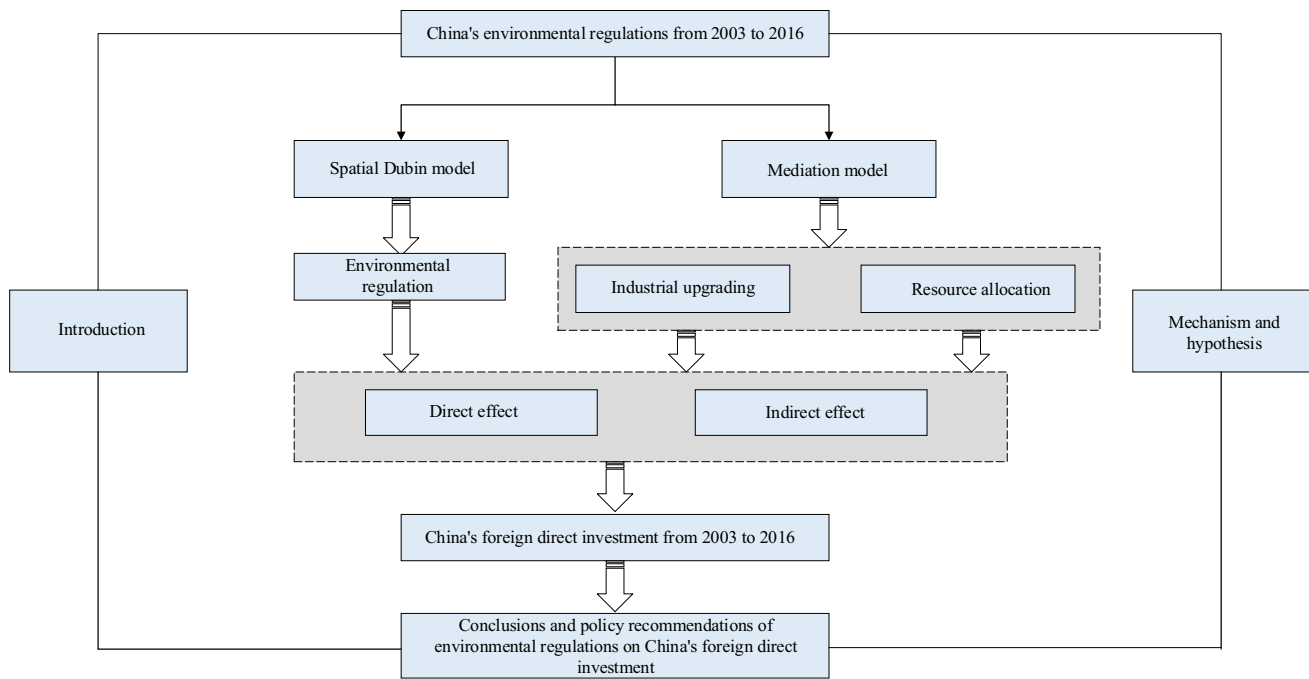 China's environmental regulations from 2003 to 2016
Spatial Dubin model
Mediation model
Environmental
regulation
Industrial upgrading
Resource allocation
Introduction
Mechanism and
hypothesis
Direct effect
Indirect effect
China's foreign direct investment from 2003 to 2016
Conclusions and policy recommendations of
environmental regulations on China's foreign direct
investment